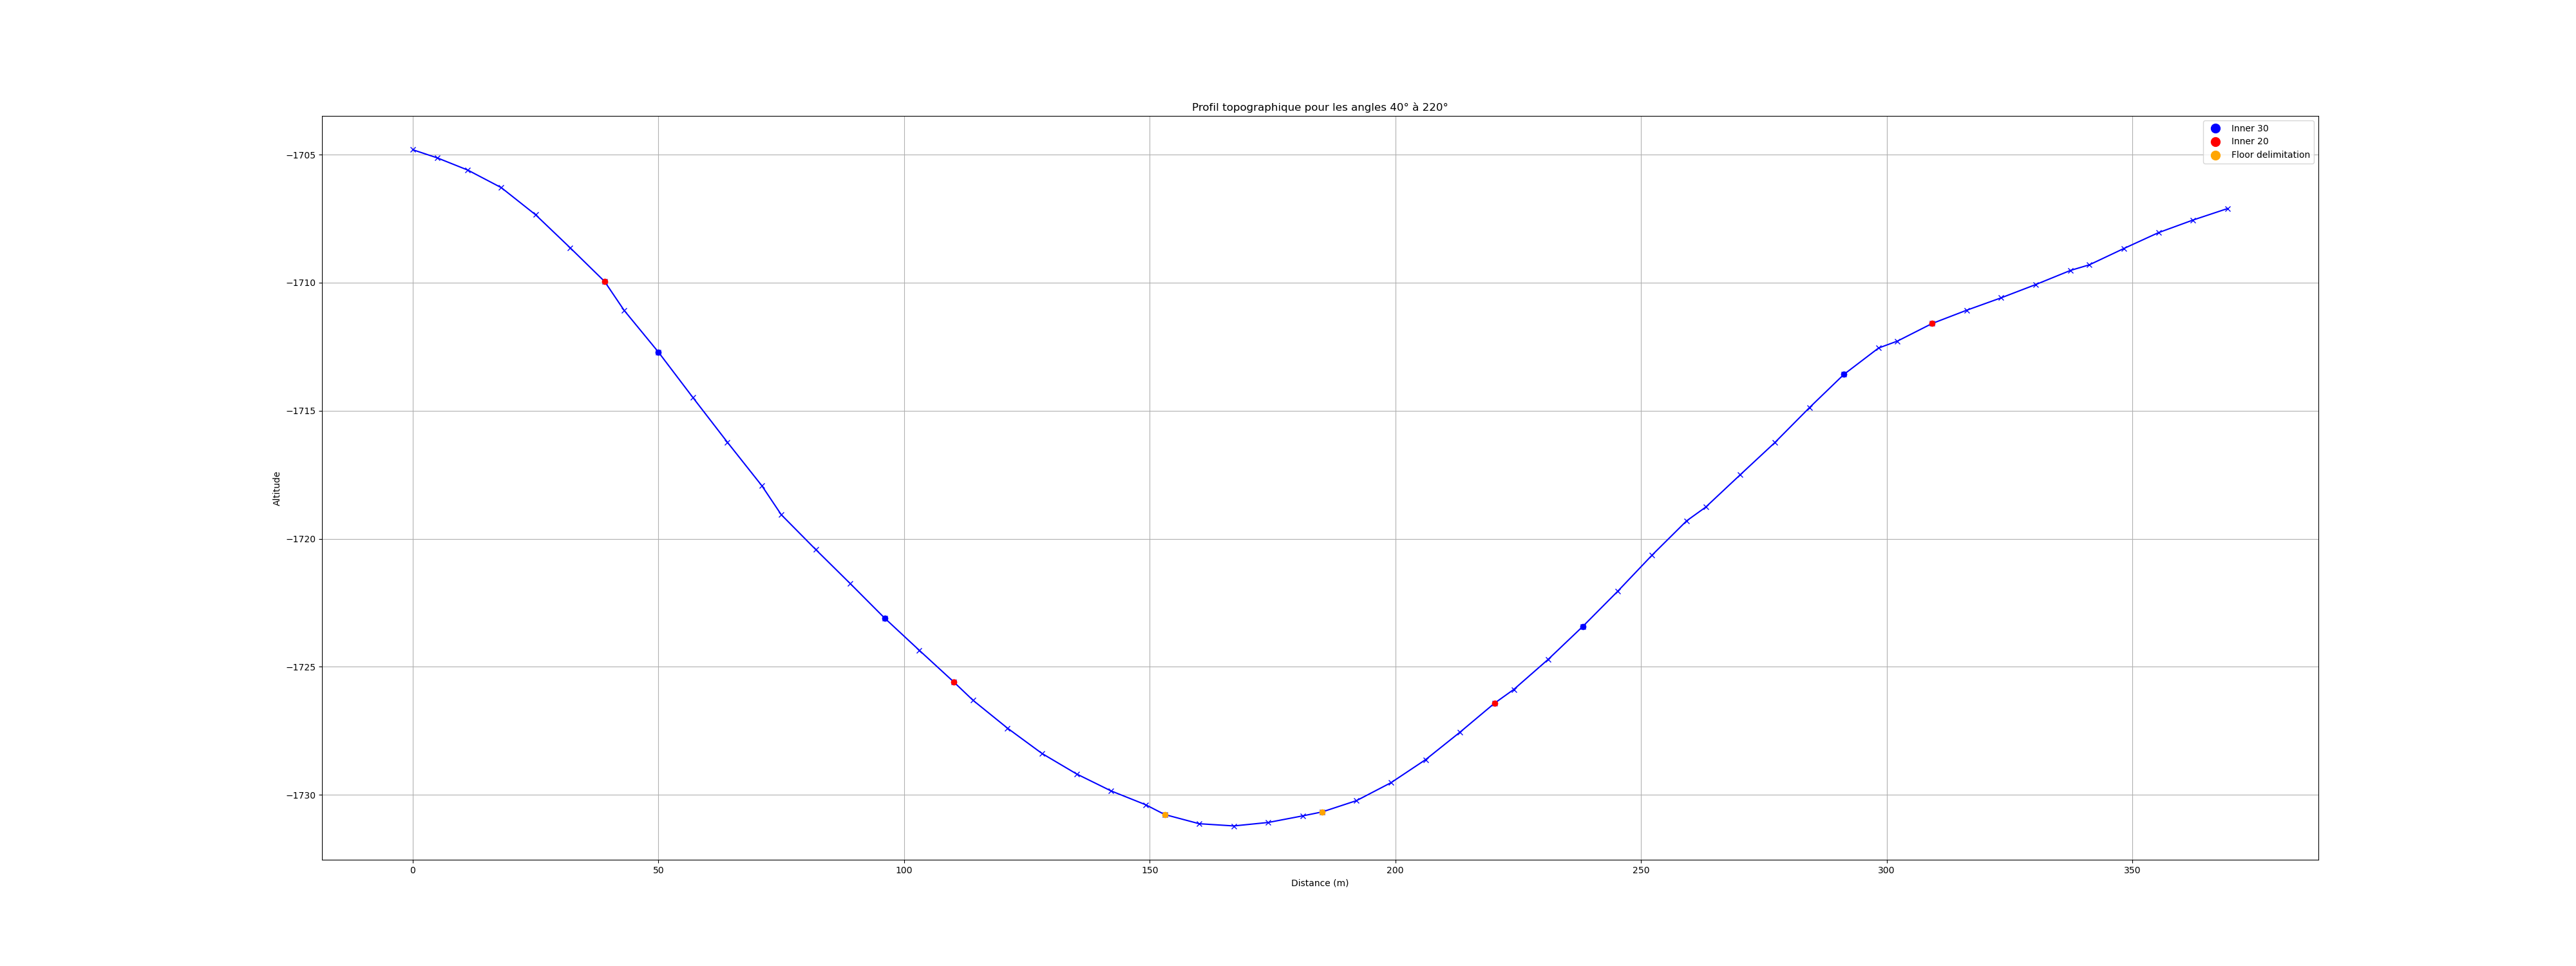 Profil topographique pour les angles 40° à 220°
Inner 30
Inner 20
Floor delimitation
−1705
−1710
−1715
−1720
−1725
−1730
Altitude
0 50 100 150 200 250 300 350
Distance (m)